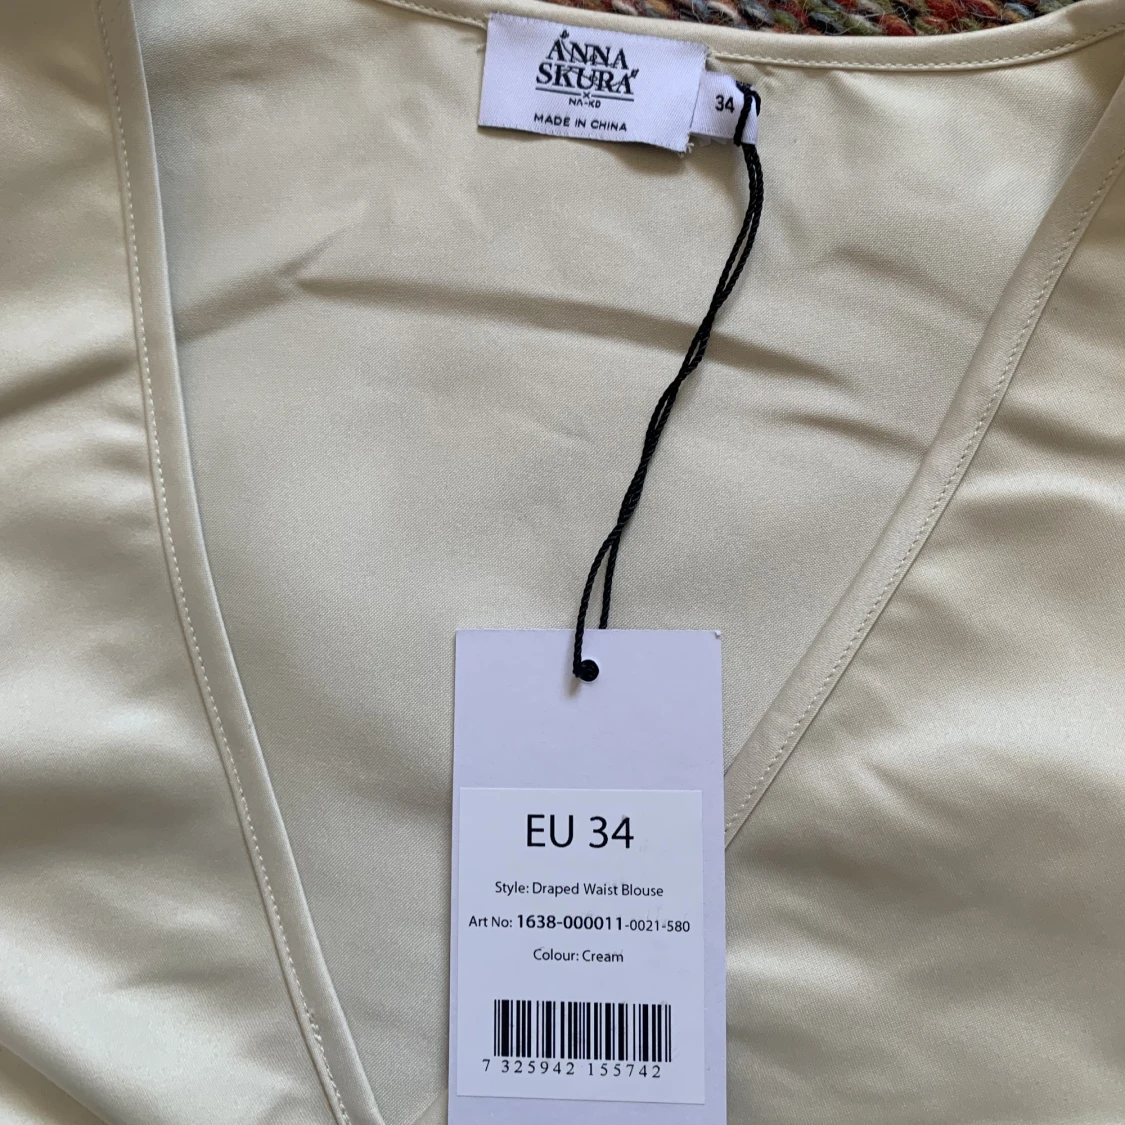 ANNA
SKURA
X
NA-KD
MADE IN CHINA
34
EU 34
Style: Draped Waist Blouse
Art No: 1638-000011-0021-580
Colour: Cream
7 325942 155742